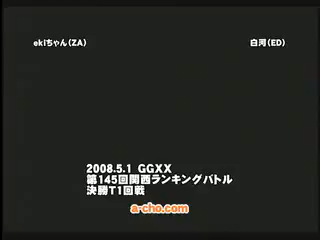 ekiちゃん(ZA)
白河(ED)
2008.5.1 GGXX
第145回関西ランキングバトル
決勝T1回戦
a-cho.com